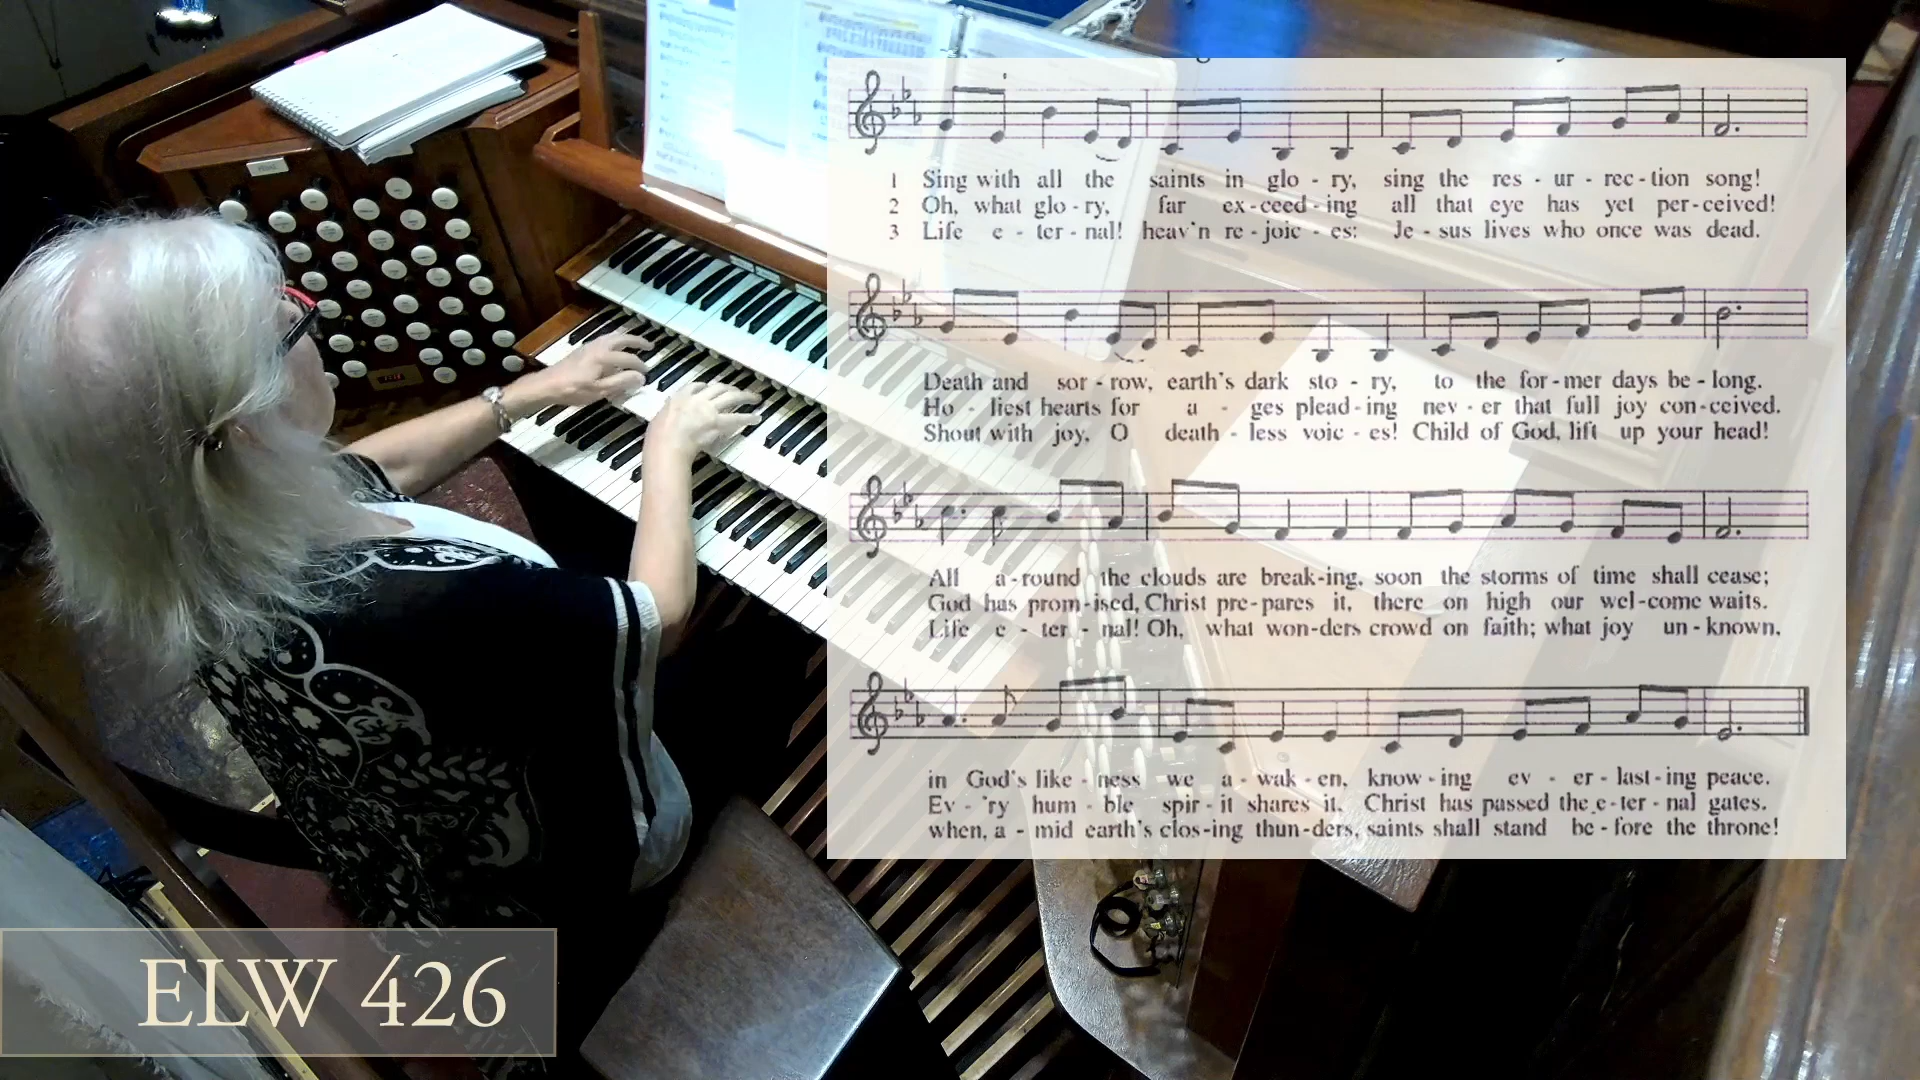 1 Sing with all the saints in glo - ry, sing the res - ur - rec - tion song!
2 Oh, what glo - ry, far ex - ceed - ing all that eye has yet per - ceived!
3 Life e - ter - nal! heav'n re - joic - es: Je - sus lives who once was dead.
Death and sor - row, earth's dark sto - ry, to the for - mer days be - long.
Ho - liest hearts for a - ges plead - ing nev - er that full joy con - ceived.
Shout with joy, O death - less voic - es! Child of God, lift up your head!
All a - round the clouds are break - ing, soon the storms of time shall cease;
God has prom - ised, Christ pre - pares it, there on high our wel - come waits.
Life e - ter - nal! Oh, what won - ders crowd on faith; what joy un - known,
in God's like - ness we a - wak - en, know - ing ev - er - last - ing peace.
Ev - 'ry hum - ble spir - it shares it, Christ has passed the e - ter - nal gates.
when, a - mid earth's clos - ing thun - ders, saints shall stand be - fore the throne!
ELW 426